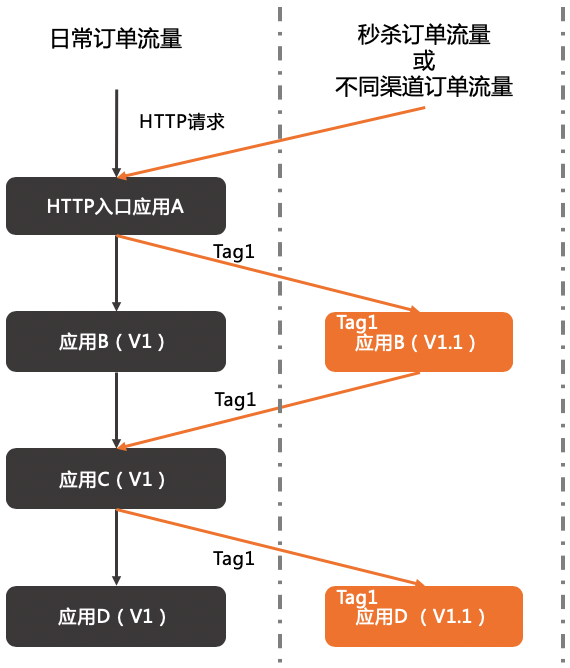 日常订单流量
秒杀订单流量
或
不同渠道订单流量
HTTP请求
HTTP入口应用A
Tag1
应用B（V1）
Tag1
应用B（V1.1）
Tag1
应用C（V1）
Tag1
应用D（V1）
Tag1
应用D （V1.1）